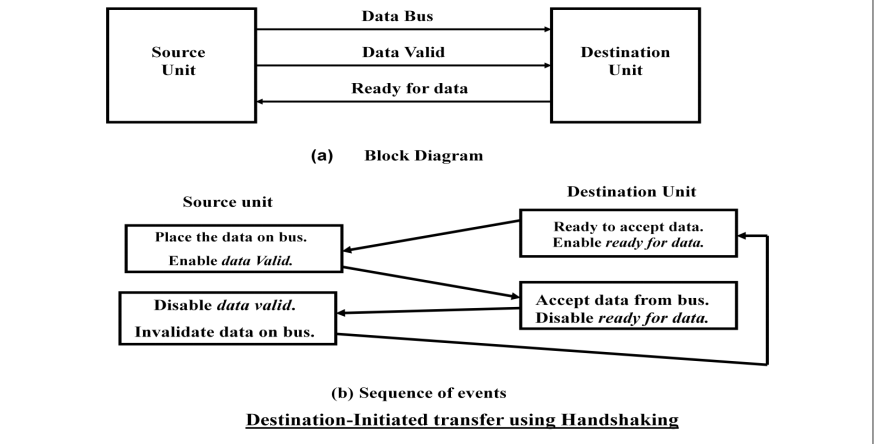 Data Bus
Source
Unit
Data Valid
Destination
Unit
Ready for data
(a) Block Diagram
Source unit
Destination Unit
Place the data on bus.
Enable data Valid.
Ready to accept data.
Enable ready for data.
Disable data valid.
Invalidate data on bus.
Accept data from bus.
Disable ready for data.
(b) Sequence of events
Destination-Initiated transfer using Handshaking